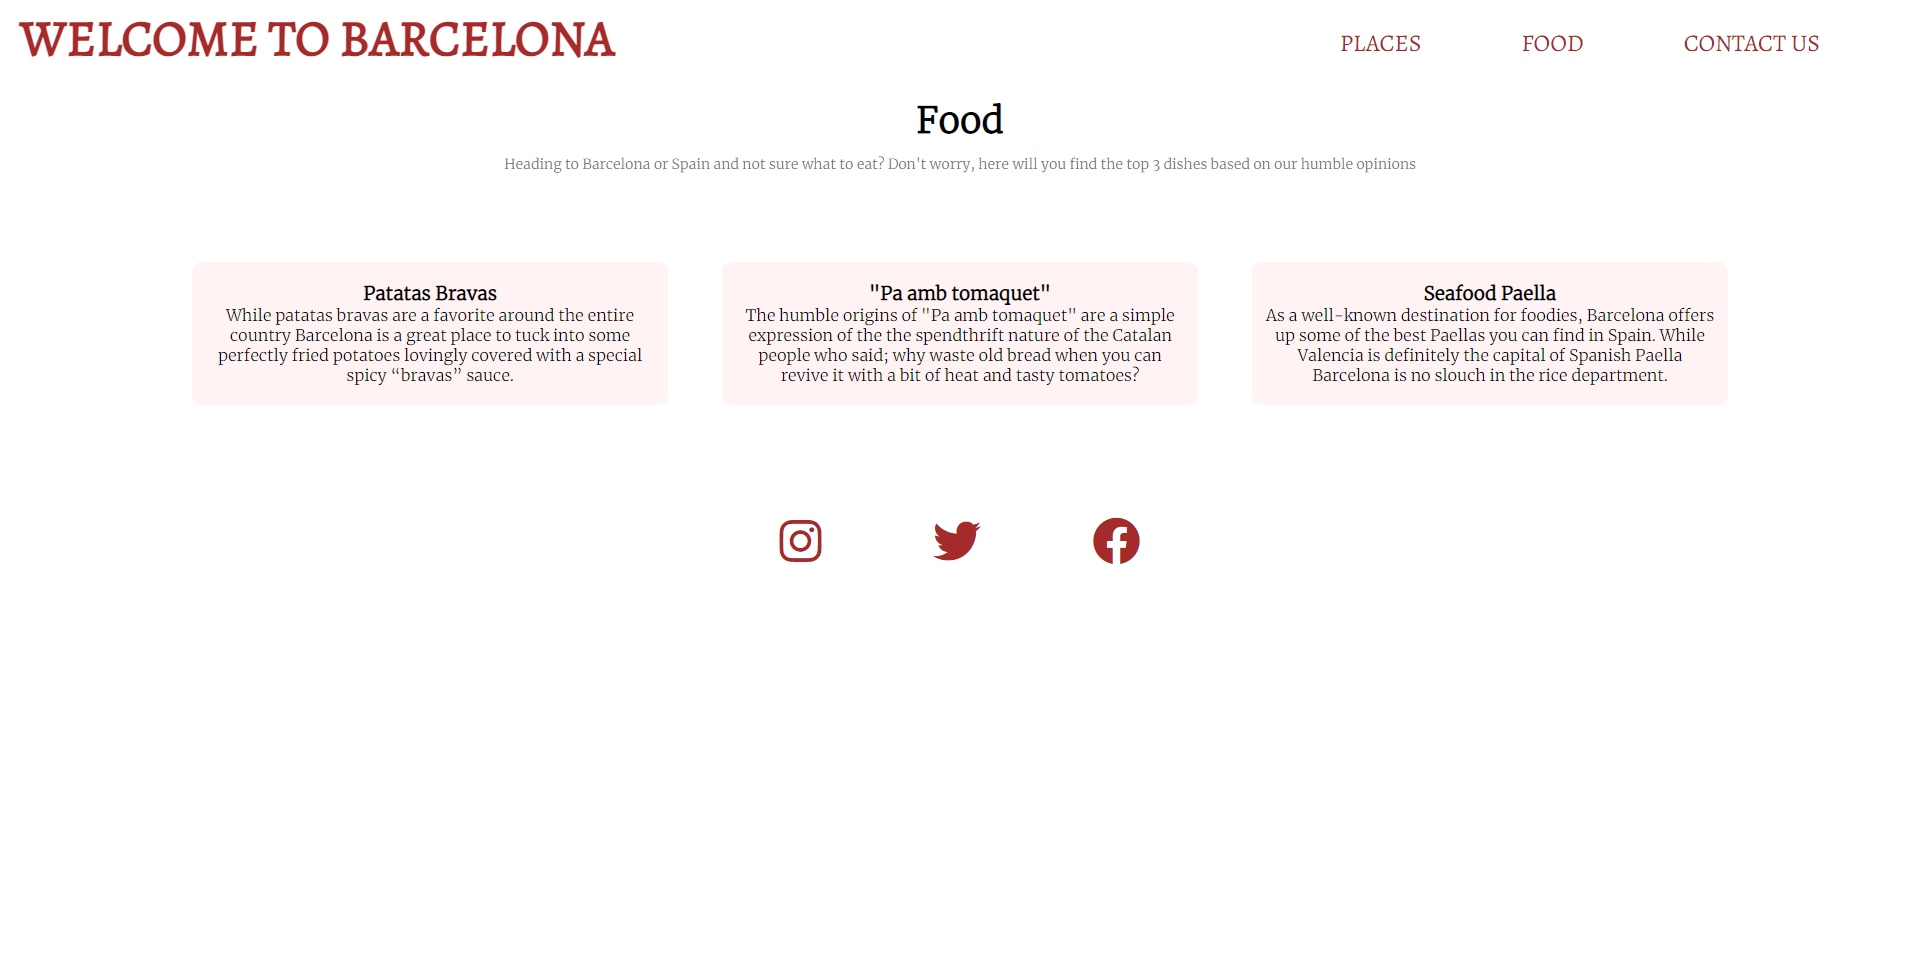 WELCOME TO BARCELONA
PLACES
FOOD
CONTACT US
Food
Heading to Barcelona or Spain and not sure what to eat? Don't worry, here will you find the top 3 dishes based on our humble opinions
Patatas Bravas
While patatas bravas are a favorite around the entire
country Barcelona is a great place to tuck into some
perfectly fried potatoes lovingly covered with a special
spicy “bravas” sauce.
"Pa amb tomaquet"
The humble origins of "Pa amb tomaquet" are a simple
expression of the the spendthrift nature of the Catalan
people who said; why waste old bread when you can
revive it with a bit of heat and tasty tomatoes?
Seafood Paella
As a well-known destination for foodies, Barcelona offers
up some of the best Paellas you can find in Spain. While
Valencia is definitely the capital of Spanish Paella
Barcelona is no slouch in the rice department.